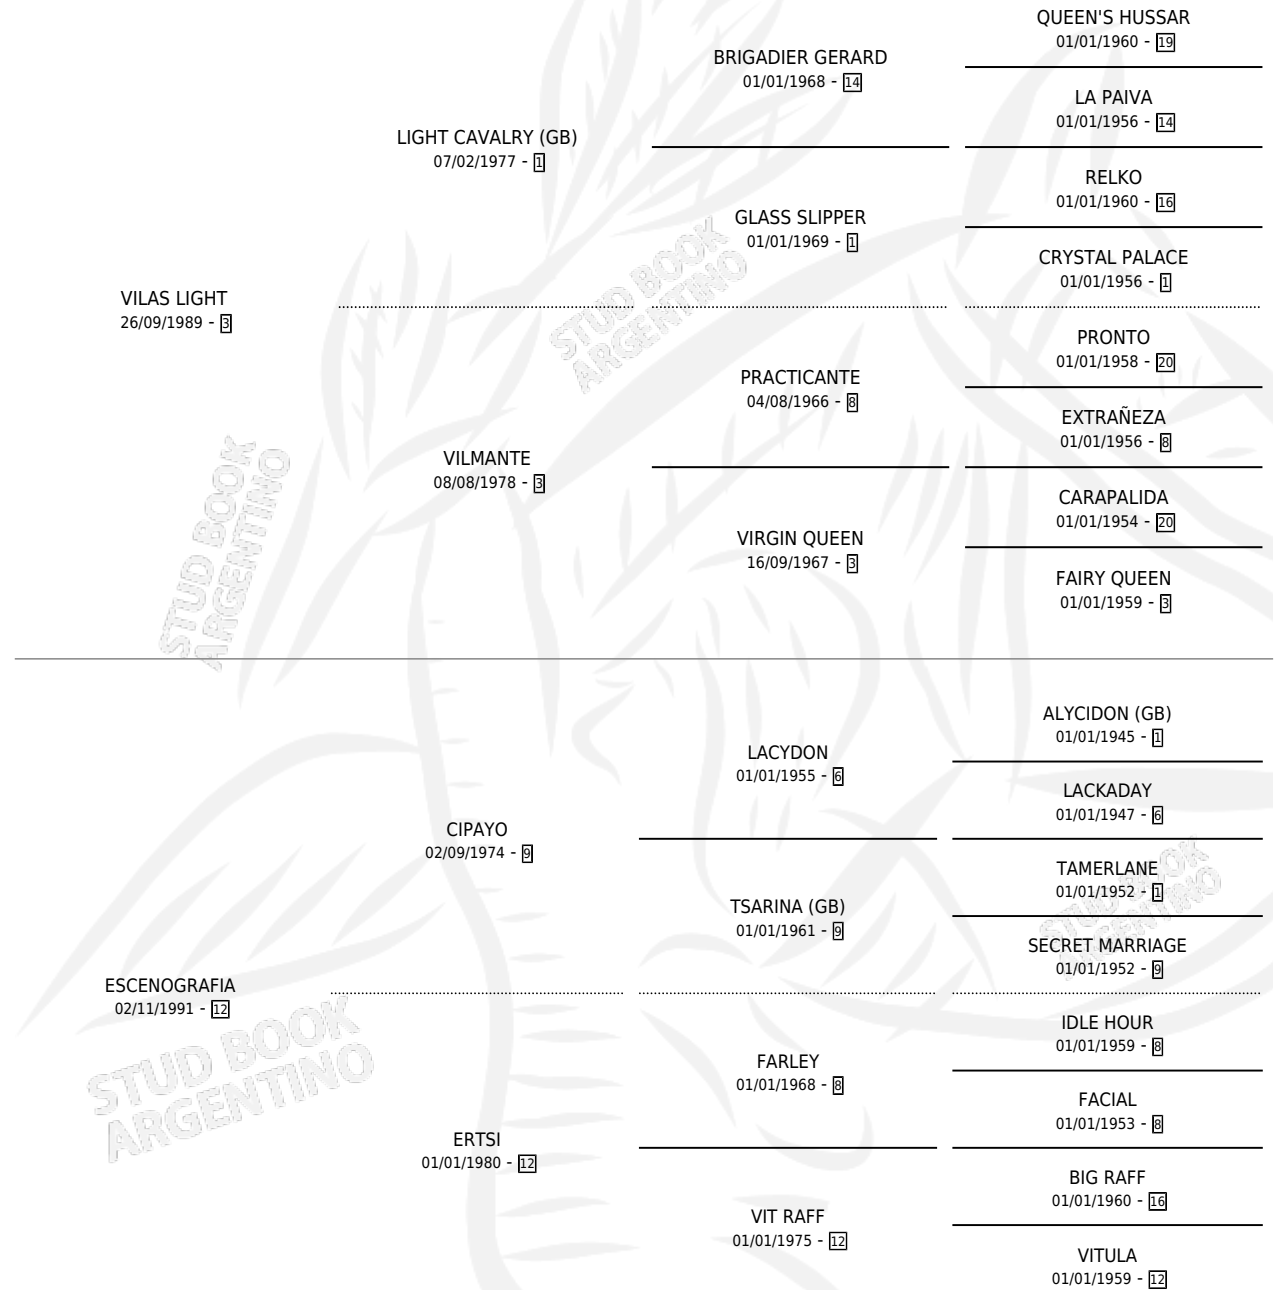 QUEEN'S HUSSAR
01/01/1960 - 19
BRIGADIER GERARD
01/01/1968 - 14
LA PAIVA
01/01/1956 - 14
LIGHT CAVALRY (GB)
07/02/1977 - 1
RELKO
01/01/1960 - 16
GLASS SLIPPER
01/01/1969 - 1
CRYSTAL PALACE
01/01/1956 - 1
VILAS LIGHT
26/09/1989 - 3
PRONTO
01/01/1958 - 20
PRACTICANTE
04/08/1966 - 8
EXTRAÑEZA
01/01/1956 - 8
VILMANTE
08/08/1978 - 3
CARAPALIDA
01/01/1954 - 20
VIRGIN QUEEN
16/09/1967 - 3
FAIRY QUEEN
01/01/1959 - 3
STUD BOOK
ARGENTINO
STUD BOOK
ARGENTINO
ALYCIDON (GB)
01/01/1945 - 1
LACYDON
01/01/1955 - 6
LACKADAY
01/01/1947 - 6
CIPAYO
02/09/1974 - 9
TAMERLANE
01/01/1952 - 1
TSARINA (GB)
01/01/1961 - 9
SECRET MARRIAGE
01/01/1952 - 9
ESCENOGRAFIA
02/11/1991 - 12
IDLE HOUR
01/01/1959 - 8
FARLEY
01/01/1968 - 8
FACIAL
01/01/1953 - 8
ERTSI
01/01/1980 - 12
BIG RAFF
01/01/1960 - 16
VIT RAFF
01/01/1975 - 12
VITULA
01/01/1959 - 12
STUD BOOK
ARGENTINO
STUD BOOK
ARGENTINO